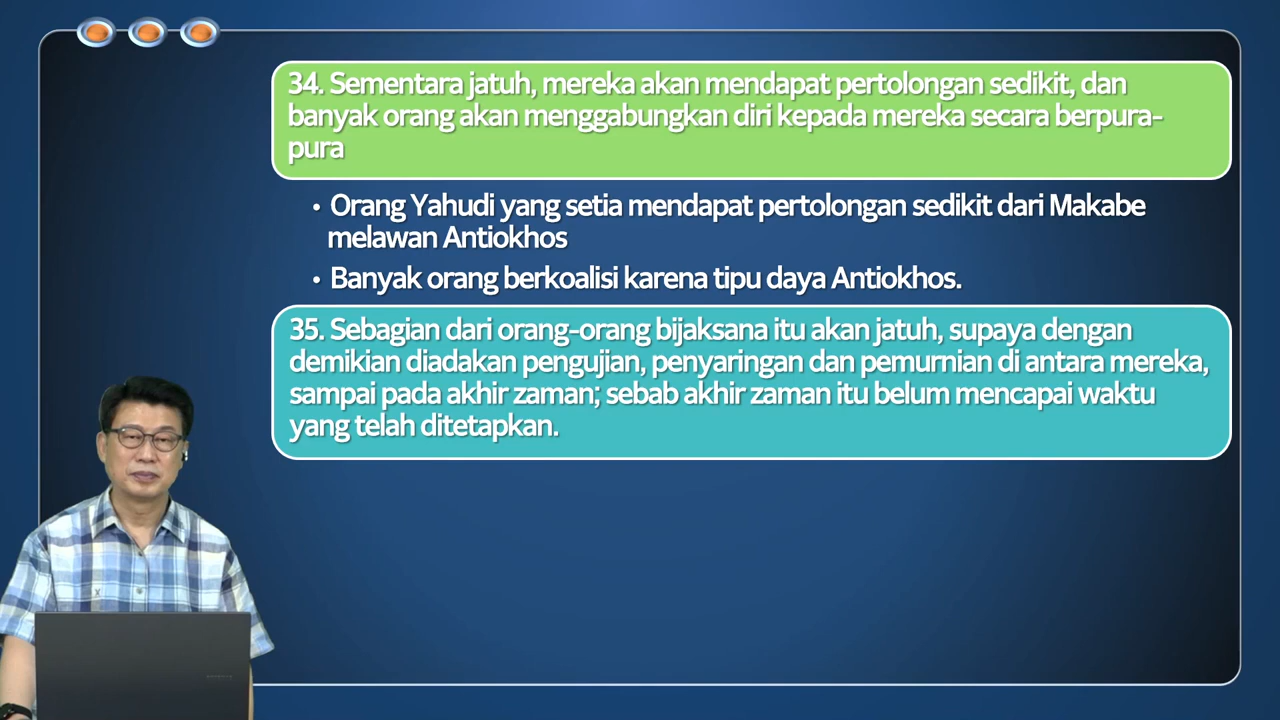 34. Sementara jatuh, mereka akan mendapat pertolongan sedikit, dan
banyak orang akan menggabungkan diri kepada mereka secara berpura-
pura
• Orang Yahudi yang setia mendapat pertolongan sedikit dari Makabe
melawan Antiokhos
• Banyak orang berkoalisi karena tipu daya Antiokhos.
35. Sebagian dari orang-orang bijaksana itu akan jatuh, supaya dengan
demikian diadakan pengujian, penyaringan dan pemurnian di antara mereka,
sampai pada akhir zaman; sebab akhir zaman itu belum mencapai waktu
yang telah ditetapkan.